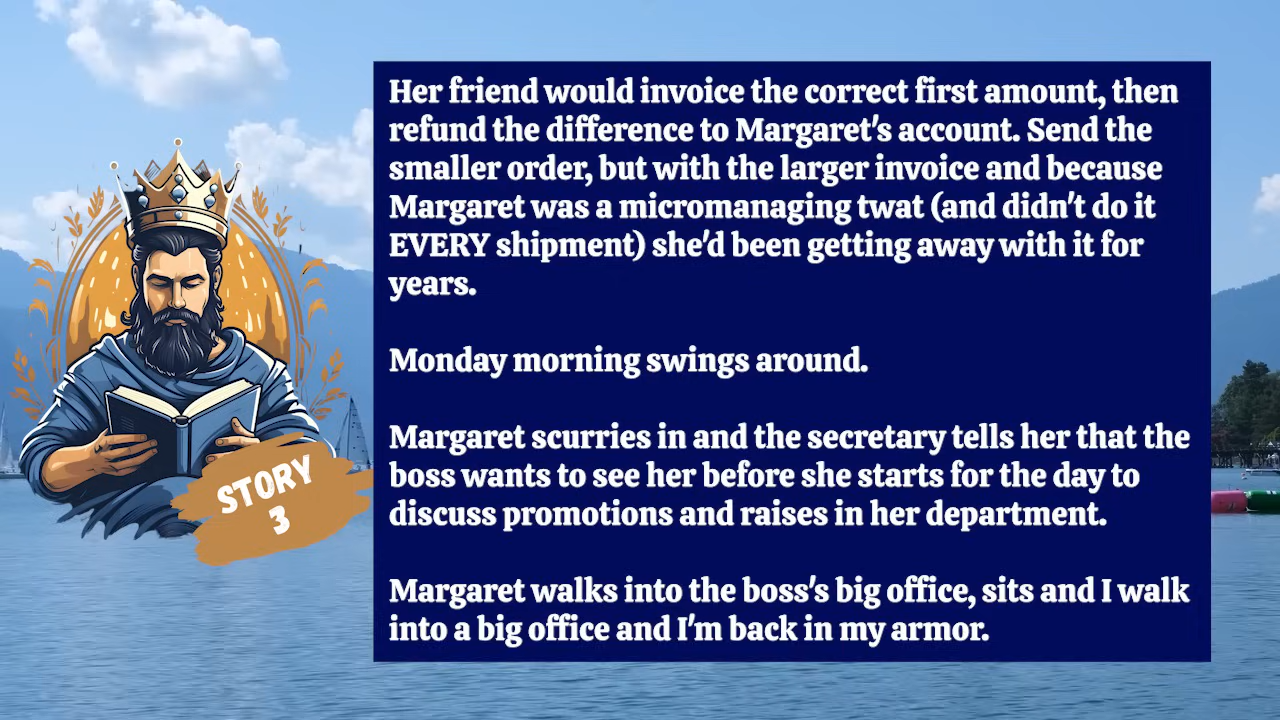 Her friend would invoice the correct first amount, then
refund the difference to Margaret's account. Send the
smaller order, but with the larger invoice and because
Margaret was a micromanaging twat (and didn't do it
EVERY shipment) she'd been getting away with it for
years.
Monday morning swings around.
Margaret scurries in and the secretary tells her that the
boss wants to see her before she starts for the day to
discuss promotions and raises in her department.
Margaret walks into the boss's big office, sits and I walk
into a big office and I'm back in my armor.
STORY
3